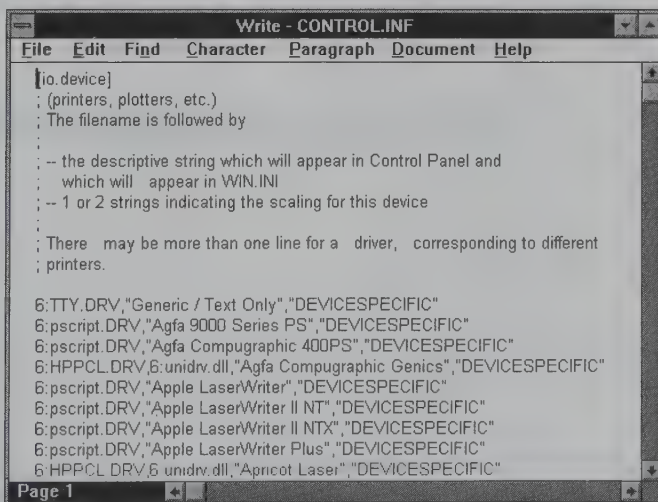 Write - CONTROL.INF
File Edit Find Character Paragraph Document Help
[io.device]
; (printers, plotters, etc.)
; The filename is followed by
;
; -- the descriptive string which will appear in Control Panel and
;    which will   appear in WIN.INI
; -- 1 or 2 strings indicating the scaling for this device
;
; There   may be more than one line for a   driver,   corresponding to different
; printers.
6:TTY.DRV,"Generic / Text Only","DEVICESPECIFIC"
6:pscript.DRV,"Agfa 9000 Series PS","DEVICESPECIFIC"
6:pscript.DRV,"Agfa Compugraphic 400PS","DEVICESPECIFIC"
6:HPPCL.DRV,6:unidrv.dll,"Agfa Compugraphic Genics","DEVICESPECIFIC"
6:pscript.DRV,"Apple LaserWriter","DEVICESPECIFIC"
6:pscript.DRV,"Apple LaserWriter II NT","DEVICESPECIFIC"
6:pscript.DRV,"Apple LaserWriter II NTX","DEVICESPECIFIC"
6:pscript.DRV,"Apple LaserWriter Plus","DEVICESPECIFIC"
6:HPPCL.DRV,6:unidrv.dll,"Apricot Laser","DEVICESPECIFIC"
Page 1